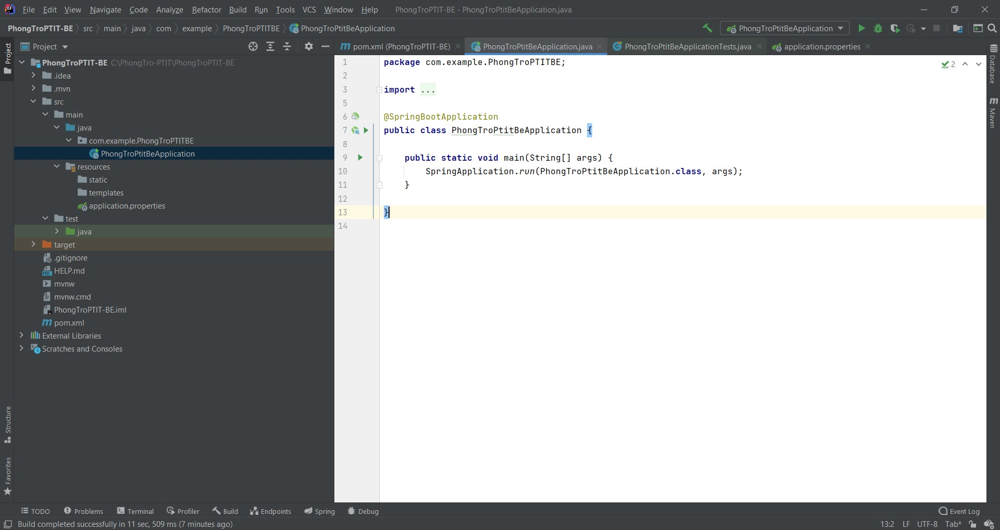 File Edit View Navigate Code Analyze Refactor Build Run Tools VCS Window Help PhongTroPTIT-BE - PhongTroPtitBeApplication.java
PhongTroPTIT-BE src main java com example PhongTroPTITBE PhongTroPtitBeApplication PhongTroPtitBeApplication
Project
Project
pom.xml (PhongTroPTIT-BE) PhongTroPtitBeApplication.java PhongTroPtitBeApplicationTests.java application.properties
PhongTroPTIT-BE C:\PhongTro-PTIT\PhongTroPTIT-BE
.idea
.mvn
src
main
java
com.example.PhongTroPTITBE
PhongTroPtitBeApplication
resources
static
templates
application.properties
test
java
target
.gitignore
HELP.md
mvnw
mvnw.cmd
PhongTroPTIT-BE.iml
pom.xml
External Libraries
Scratches and Consoles
1 package com.example.PhongTroPTITBE;
2
3 import ...
5
6 @SpringBootApplication
7 public class PhongTroPtitBeApplication {
8
9 public static void main(String[] args) {
10 SpringApplication.run(PhongTroPtitBeApplication.class, args);
11 }
12
13 }
14
2
Database
Maven
Structure
Favorites
TODO Problems Terminal Profiler Build Endpoints Spring Debug Event Log
Build completed successfully in 11 sec, 509 ms (7 minutes ago) 13:2 LF UTF-8 Tab*